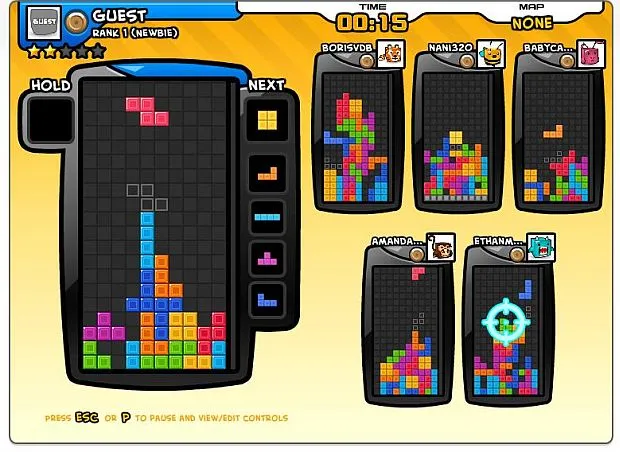 GUEST
GUEST
RANK 1 (NEWBIE)
TIME
00:15
MAP
NONE
HOLD
NEXT
BORISVDB
NANI320
BABYCA...
AMANDA...
ETHANM...
PRESS ESC OR P TO PAUSE AND VIEW/EDIT CONTROLS